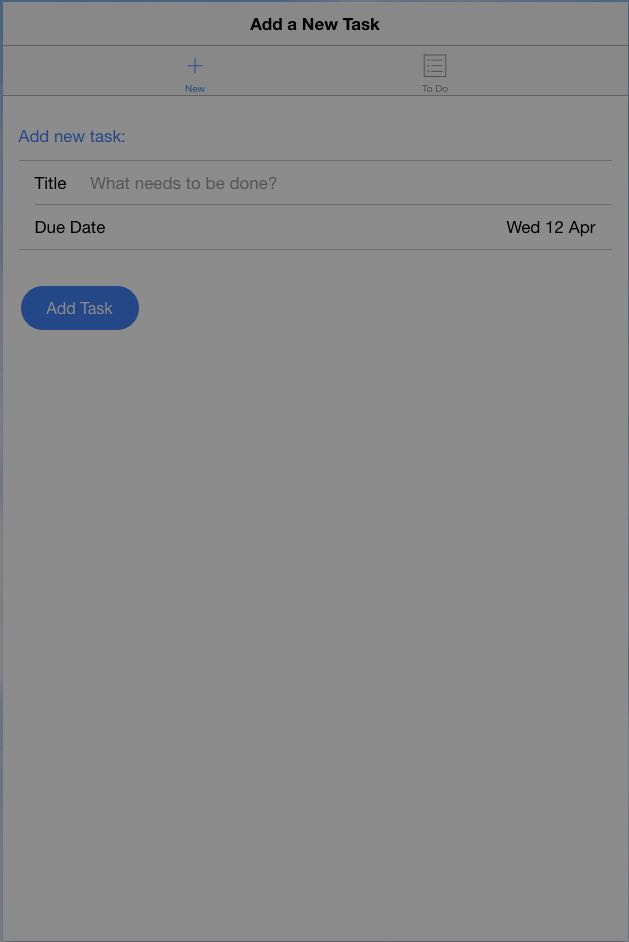 Add a New Task
New
To Do
Add new task:
Title What needs to be done?
Due Date Wed 12 Apr
Add Task